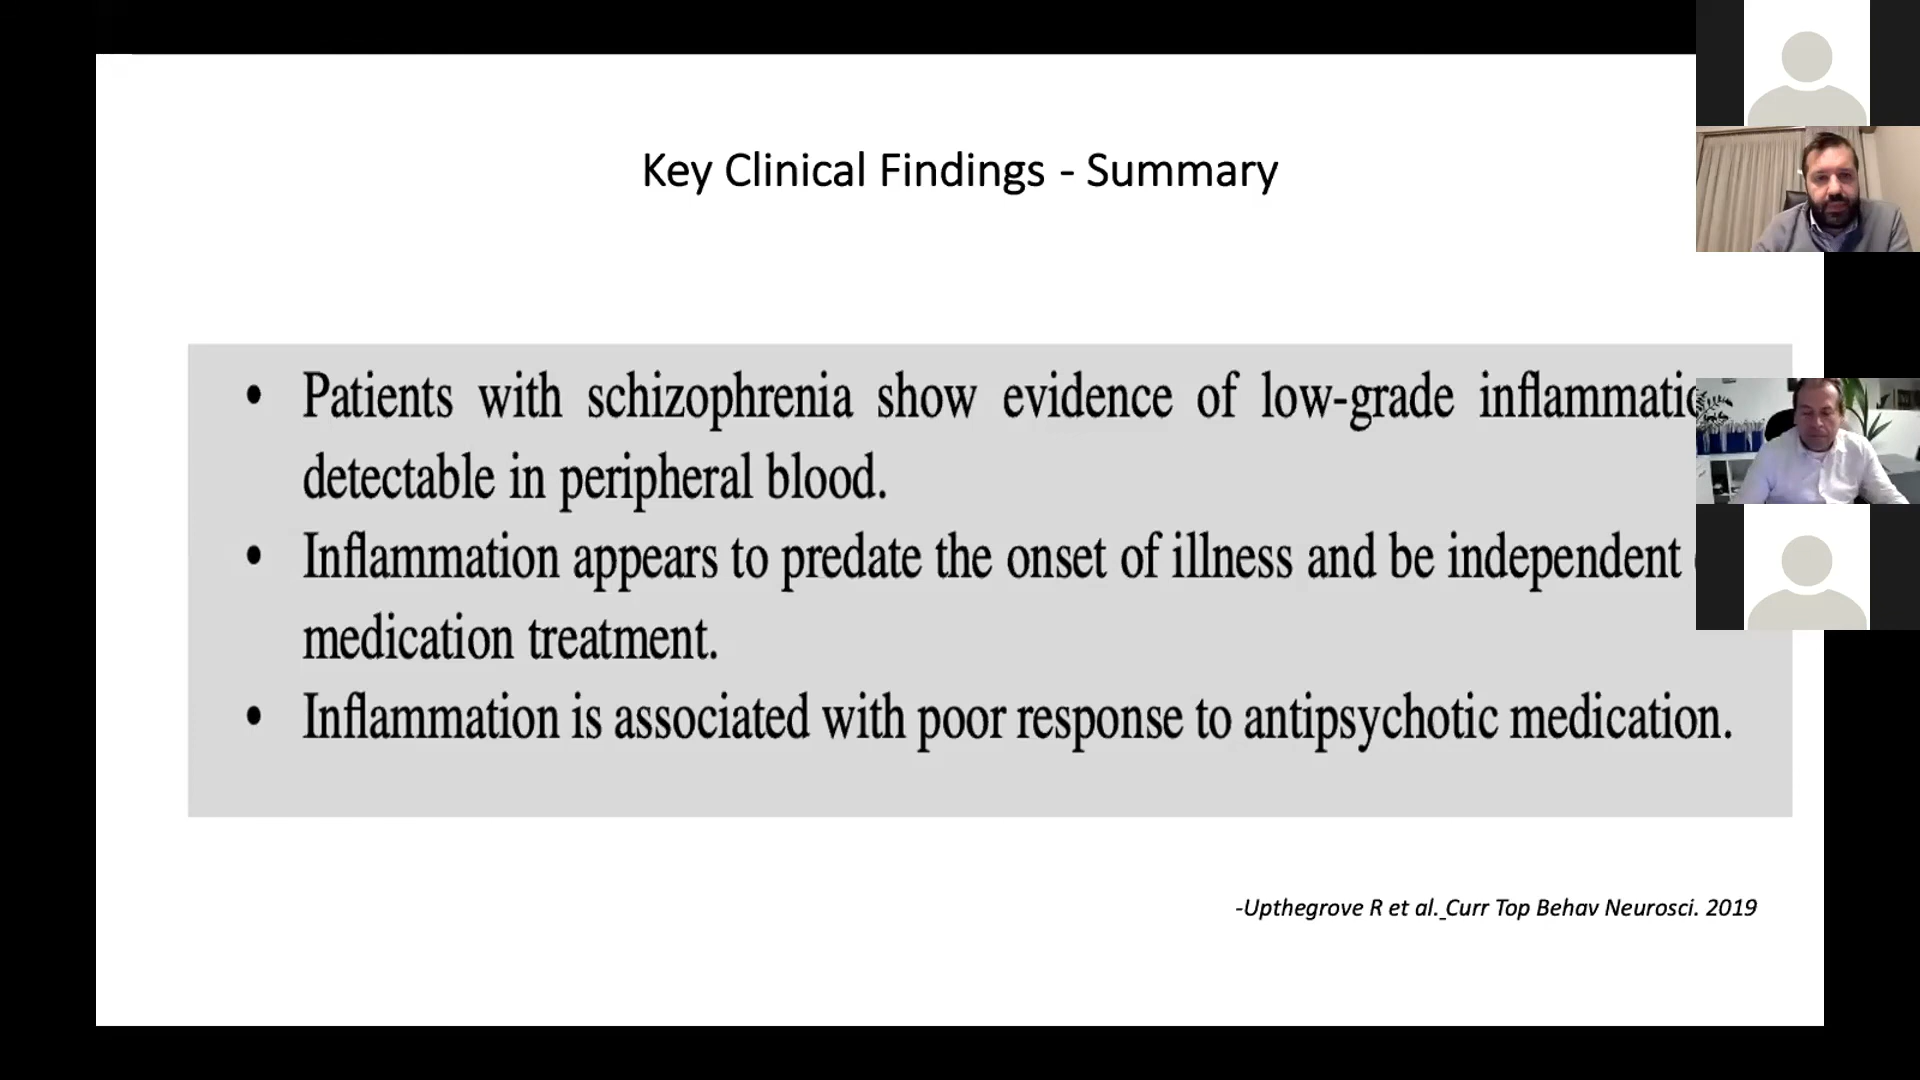 Key Clinical Findings - Summary
• Patients with schizophrenia show evidence of low-grade
detectable in peripheral blood.
• Inflammation appears to predate the onset of illness and be independent
medication treatment.
• Inflammation is associated with poor response to antipsychotic medication.
-Upthegrove R et al. Curr Top Behav Neurosci. 2019